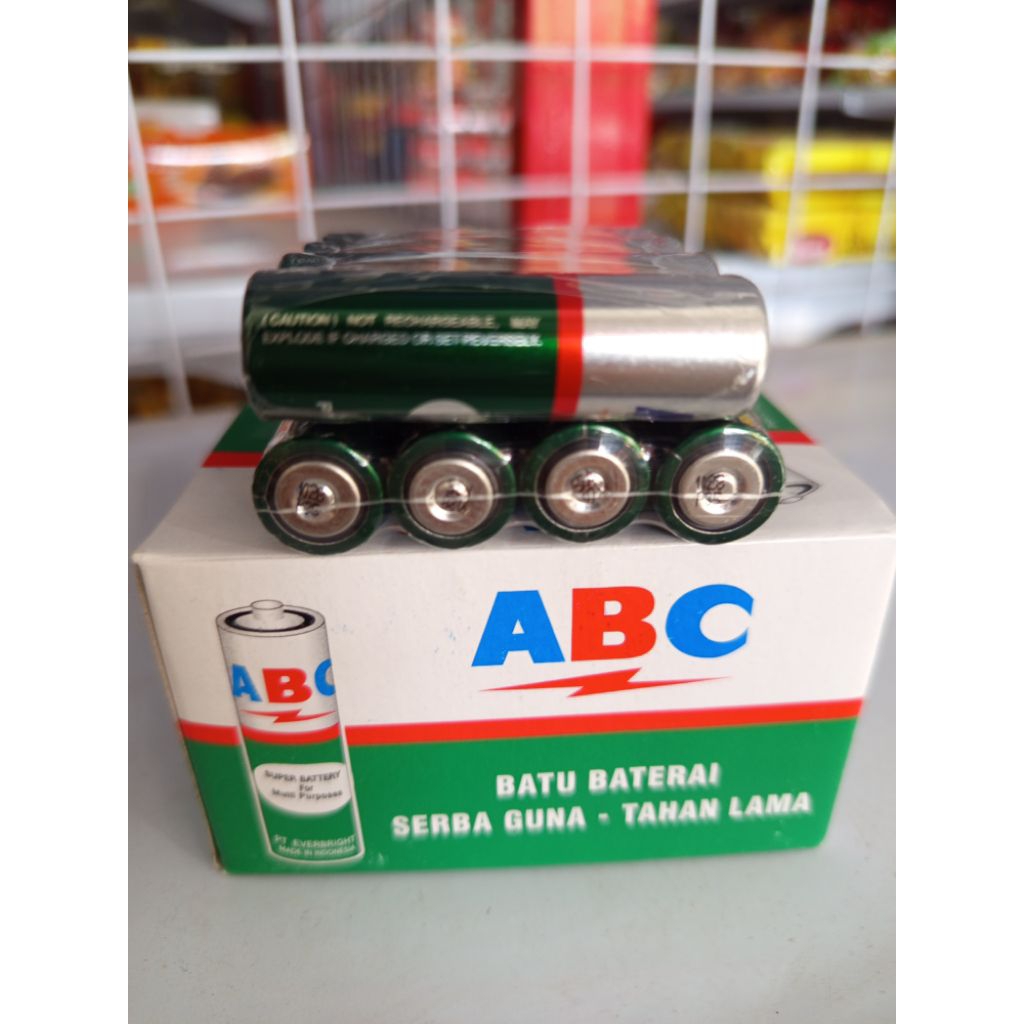 ( CAUTION ) NOT RECHARGEABLE, MAY
EXPLODE IF CHARGED OR SET REVERSELY.
ABC
ABC
SUPER BATTERY
For
Multi Purposes
PT. EVERBRIGHT
MADE IN INDONESIA
BATU BATERAI
SERBA GUNA - TAHAN LAMA